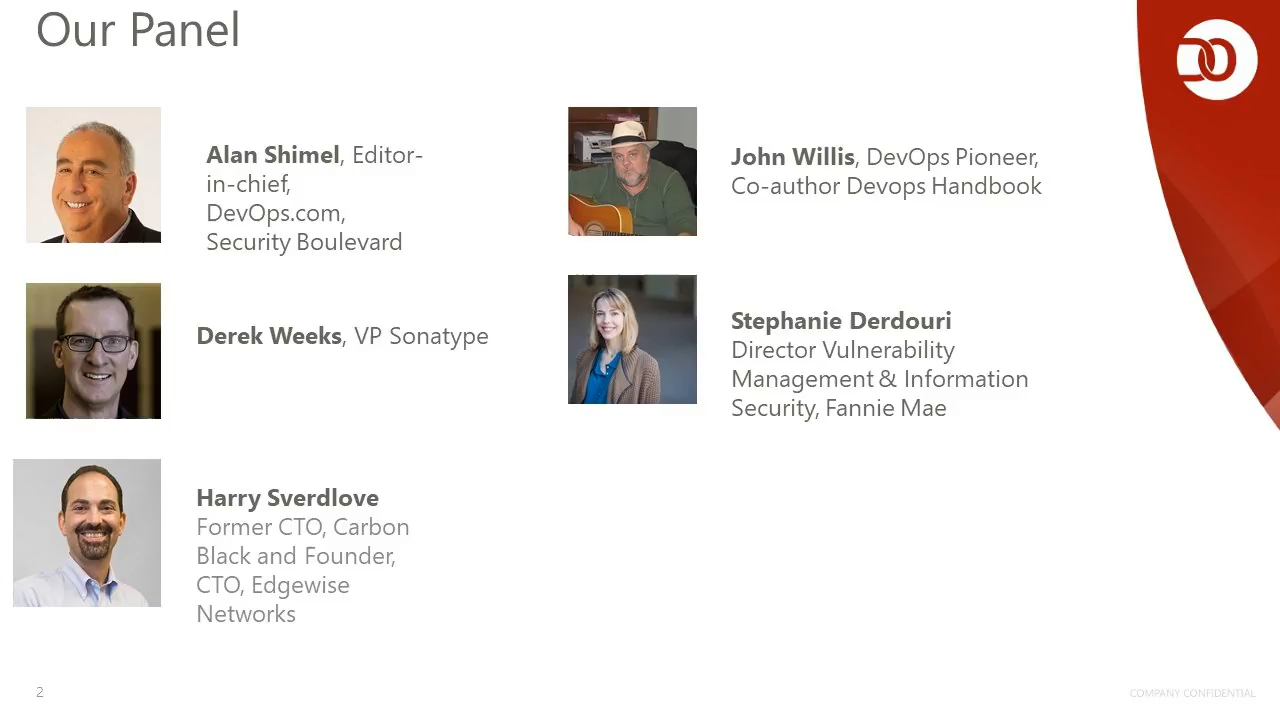 Our Panel
Alan Shimel, Editor-
in-chief,
DevOps.com,
Security Boulevard
John Willis, DevOps Pioneer,
Co-author Devops Handbook
Derek Weeks, VP Sonatype
Stephanie Derdouri
Director Vulnerability
Management & Information
Security, Fannie Mae
Harry Sverdlove
Former CTO, Carbon
Black and Founder,
CTO, Edgewise
Networks
2
COMPANY CONFIDENTIAL